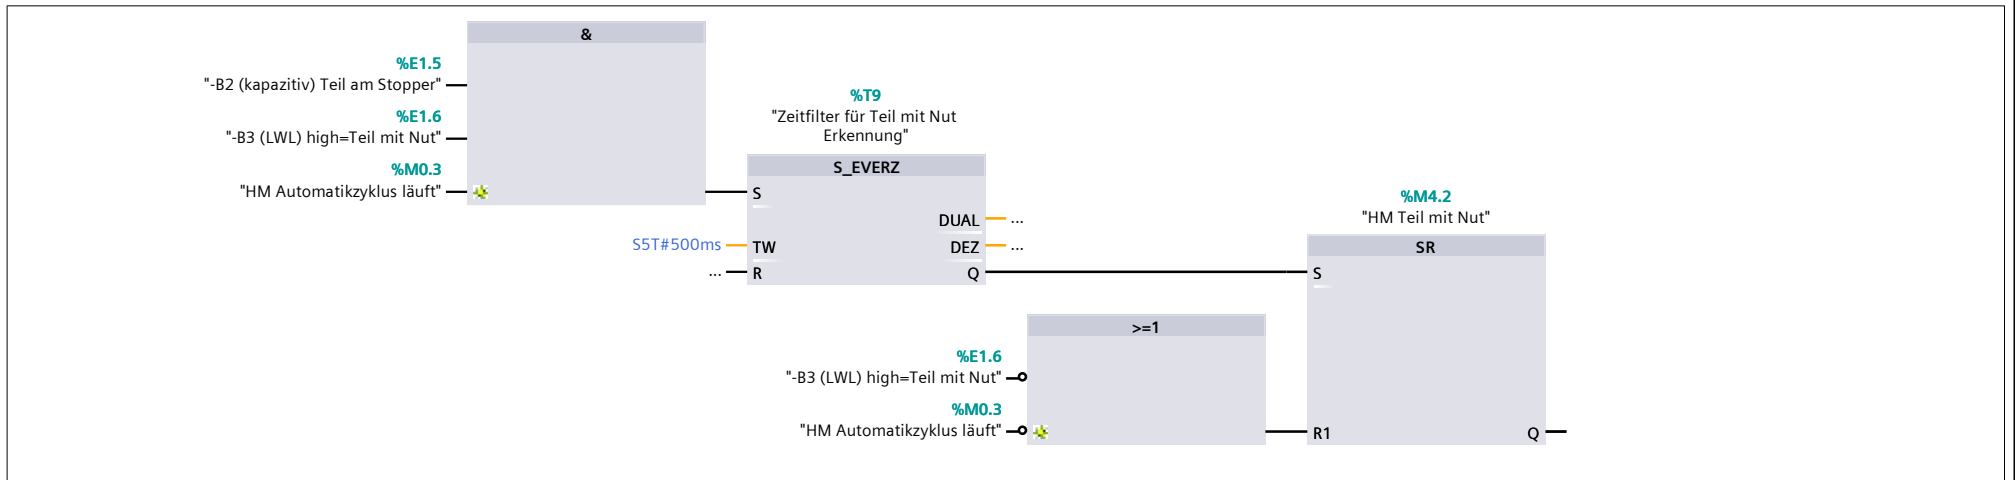 &
%E1.5
"-B2 (kapazitiv) Teil am Stopper"
%E1.6
"-B3 (LWL) high=Teil mit Nut"
%M0.3
"HM Automatikzyklus läuft"
%T9
"Zeitfilter für Teil mit Nut
Erkennung"
S_EVERZ
S
DUAL ...
S5T#500ms TW
DEZ ...
... R
Q
%M4.2
"HM Teil mit Nut"
SR
S
>=1
%E1.6
"-B3 (LWL) high=Teil mit Nut"
%M0.3
"HM Automatikzyklus läuft"
R1
Q